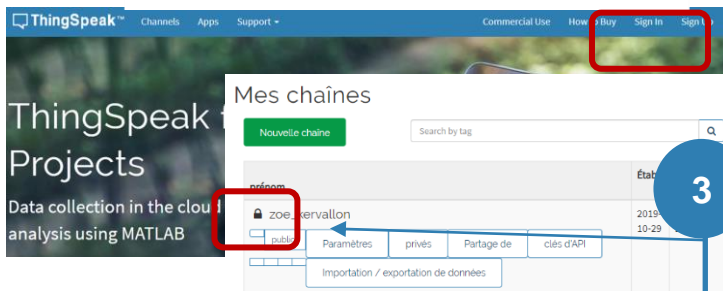 ThingSpeak™ Channels Apps Support Commercial Use How to Buy Sign In Sign Up
ThingSpeak
Projects
Data collection in the cloud
analysis using MATLAB
Mes chaînes
Nouvelle chaîne
Search by tag
prénom
zoe_kervallon
2019-
10-29
public
Paramètres
privés
Partage de
clés d'API
Importation / exportation de données
3